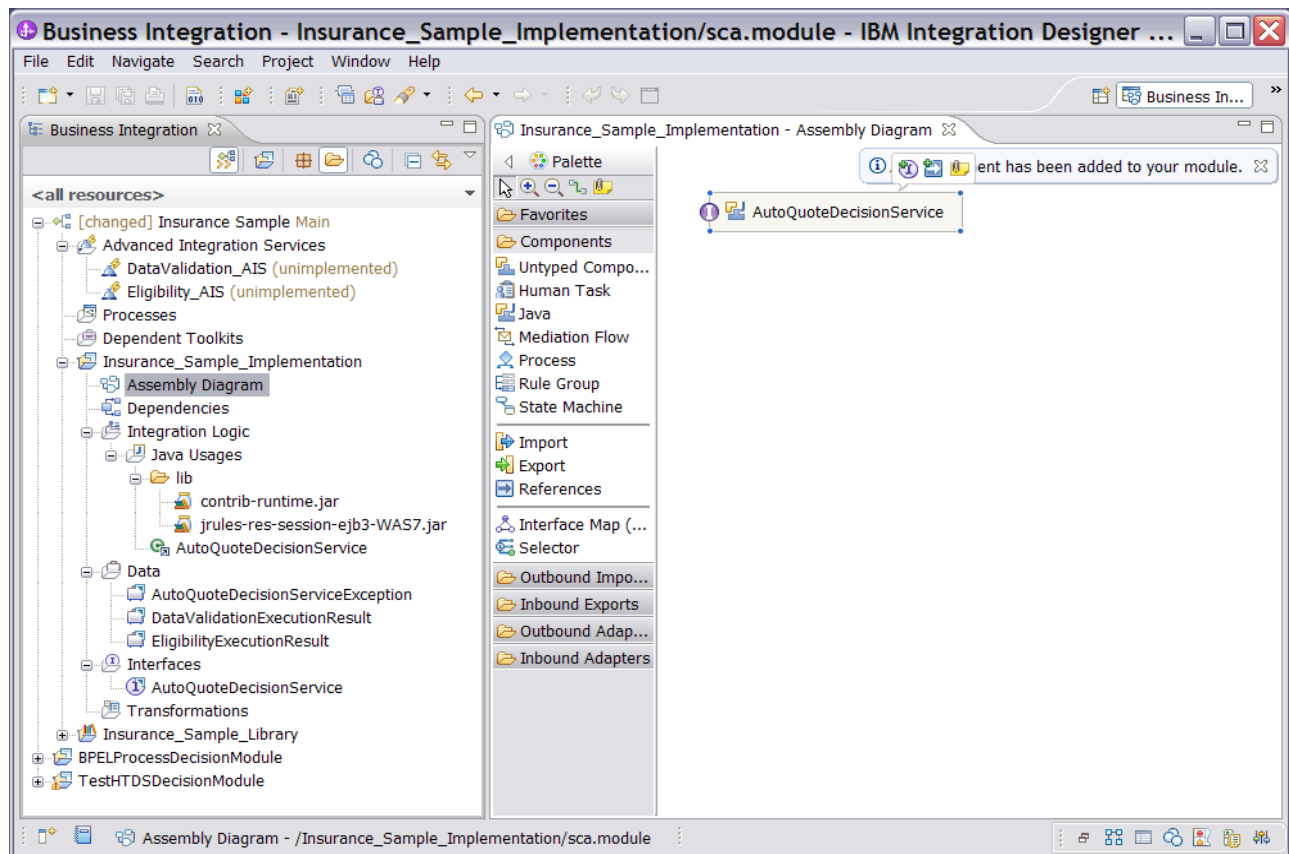 Business Integration - Insurance_Sample_Implementation/sca.module - IBM Integration Designer ...
File Edit Navigate Search Project Window Help
Business In... »
Business Integration
<all resources>
[changed] Insurance Sample Main
Advanced Integration Services
DataValidation_AIS (unimplemented)
Eligibility_AIS (unimplemented)
Processes
Dependent Toolkits
Insurance_Sample_Implementation
Assembly Diagram
Dependencies
Integration Logic
Java Usages
lib
contrib-runtime.jar
jrules-res-session-ejb3-WAS7.jar
AutoQuoteDecisionService
Data
AutoQuoteDecisionServiceException
DataValidationExecutionResult
EligibilityExecutionResult
Interfaces
AutoQuoteDecisionService
Transformations
Insurance_Sample_Library
BPELProcessDecisionModule
TestHTDSDecisionModule
Insurance_Sample_Implementation - Assembly Diagram
Palette
Favorites
Components
Untyped Compo...
Human Task
Java
Mediation Flow
Process
Rule Group
State Machine
Import
Export
References
Interface Map (...
Selector
Outbound Impo...
Inbound Exports
Outbound Adap...
Inbound Adapters
ent has been added to your module.
AutoQuoteDecisionService
Assembly Diagram - /Insurance_Sample_Implementation/sca.module